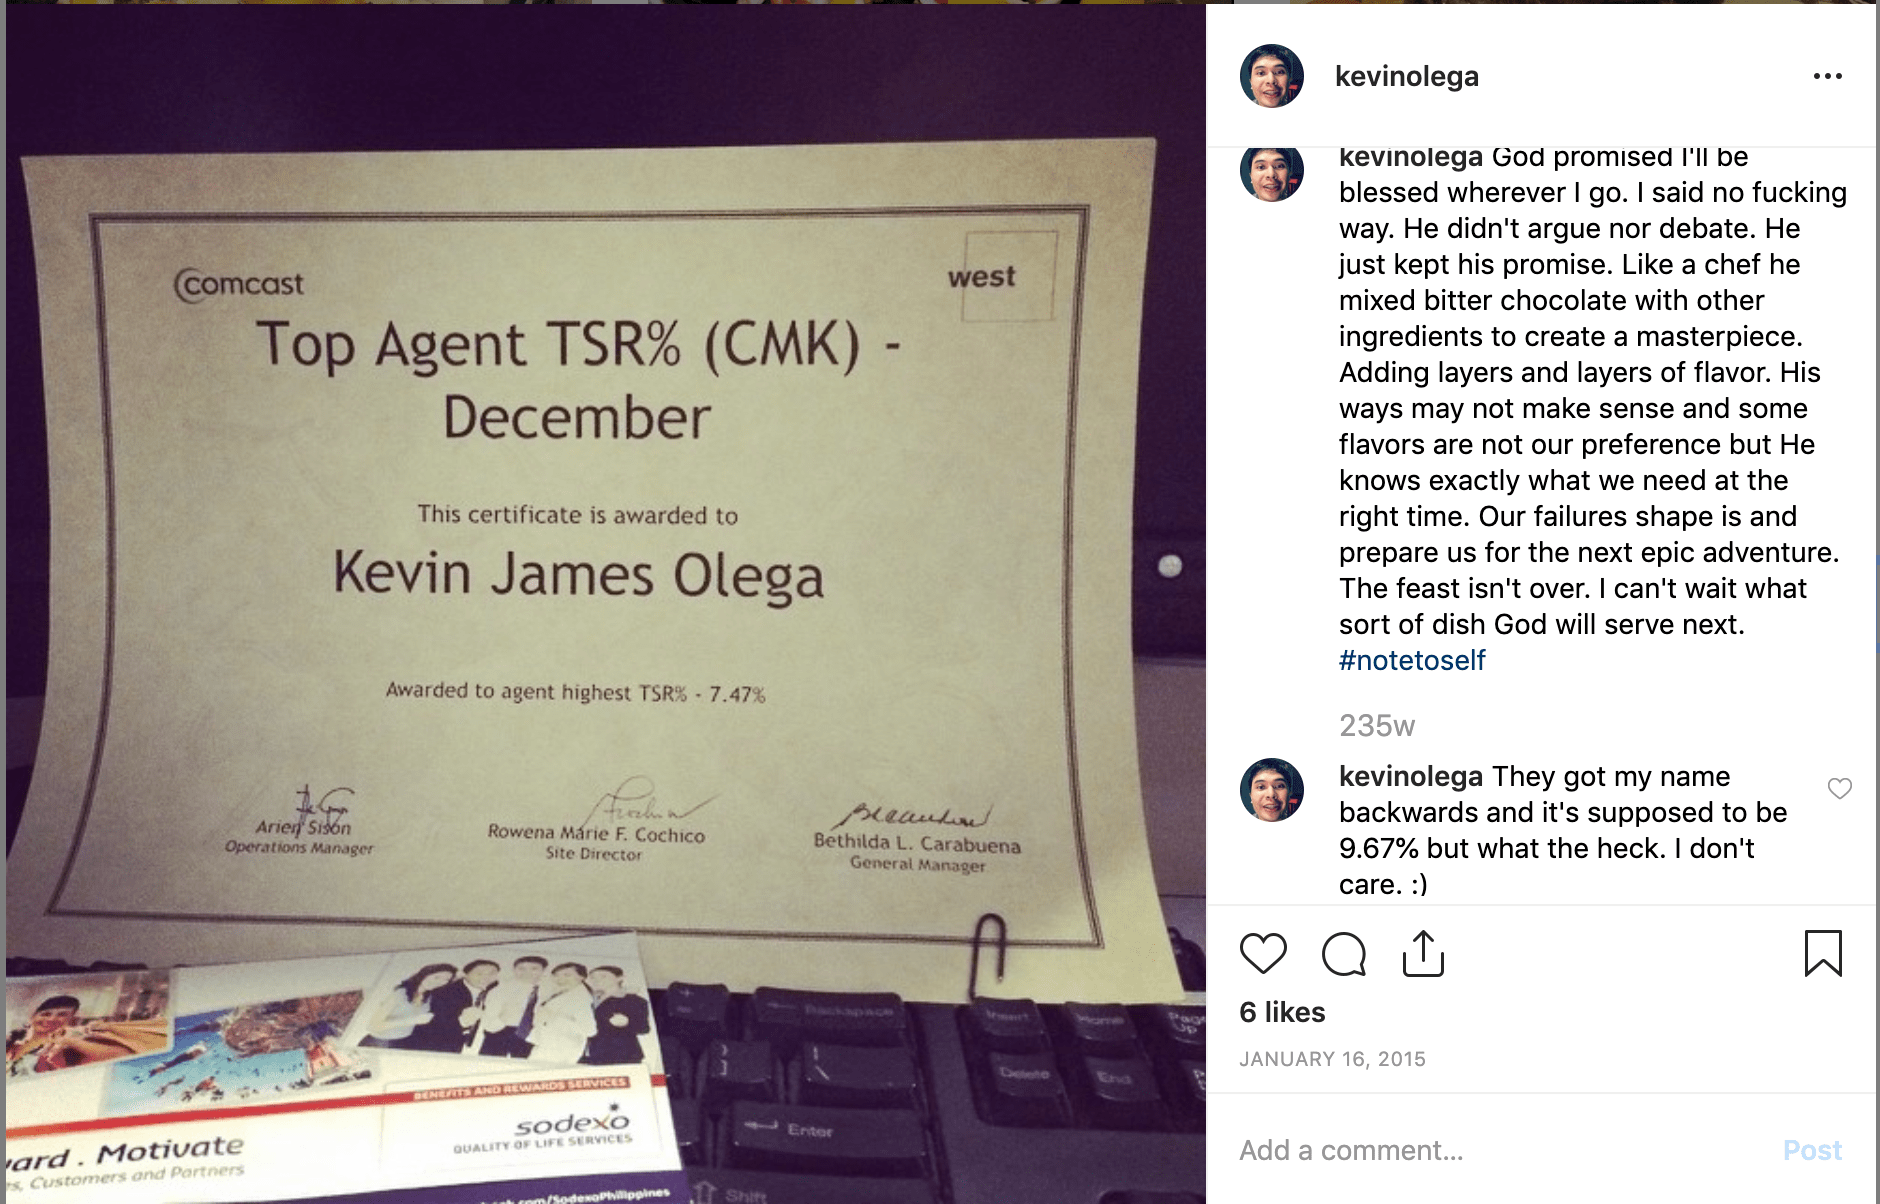 comcast
west
Top Agent TSR% (CMK) -
December
This certificate is awarded to
Kevin James Olega
Awarded to agent highest TSR% - 7.47%
Arien Sison
Operations Manager
Rowena Marie F. Cochico
Site Director
Bethilda L. Carabuena
General Manager
Backspace
Insert
Home
Page
Up
Delete
End
Enter
Shift
BENEFITS AND REWARDS SERVICES
sodexo
QUALITY OF LIFE SERVICES
ard . Motivate
s, Customers and Partners
com/SodexoPhilippines
kevinolega
kevinolega God promised I'll be
blessed wherever I go. I said no fucking
way. He didn't argue nor debate. He
just kept his promise. Like a chef he
mixed bitter chocolate with other
ingredients to create a masterpiece.
Adding layers and layers of flavor. His
ways may not make sense and some
flavors are not our preference but He
knows exactly what we need at the
right time. Our failures shape is and
prepare us for the next epic adventure.
The feast isn't over. I can't wait what
sort of dish God will serve next.
#notetoself
235w
kevinolega They got my name
backwards and it's supposed to be
9.67% but what the heck. I don't
care. :)
6 likes
JANUARY 16, 2015
Add a comment...
Post